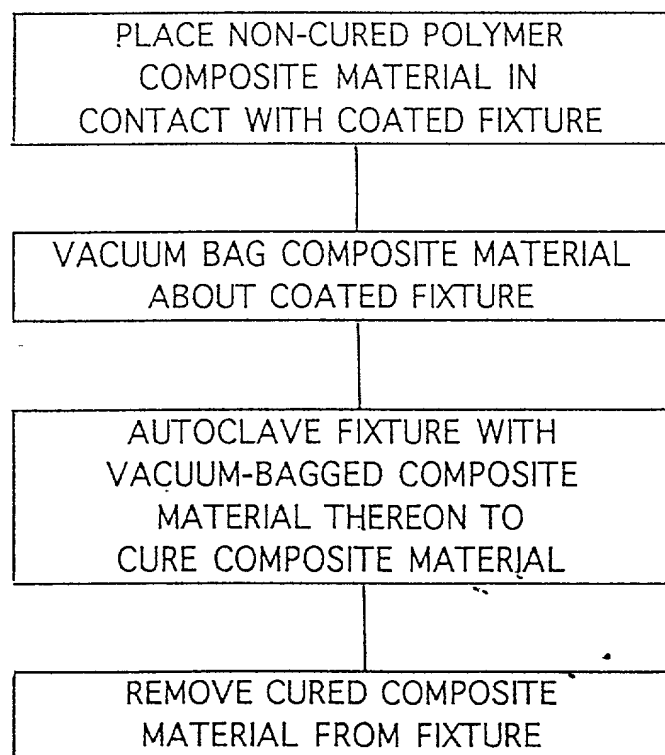 PLACE NON-CURED POLYMER
COMPOSITE MATERIAL IN
CONTACT WITH COATED FIXTURE
VACUUM BAG COMPOSITE MATERIAL
ABOUT COATED FIXTURE
AUTOCLAVE FIXTURE WITH
VACUUM-BAGGED COMPOSITE
MATERIAL THEREON TO
CURE COMPOSITE MATERIAL
REMOVE CURED COMPOSITE
MATERIAL FROM FIXTURE